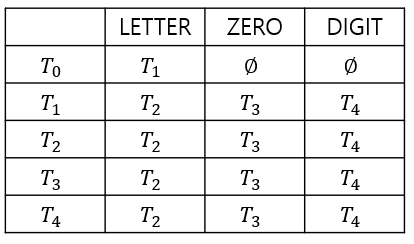 LETTER ZERO DIGIT
T₀ T₁ ∅ ∅
T₁ T₂ T₃ T₄
T₂ T₂ T₃ T₄
T₃ T₂ T₃ T₄
T₄ T₂ T₃ T₄